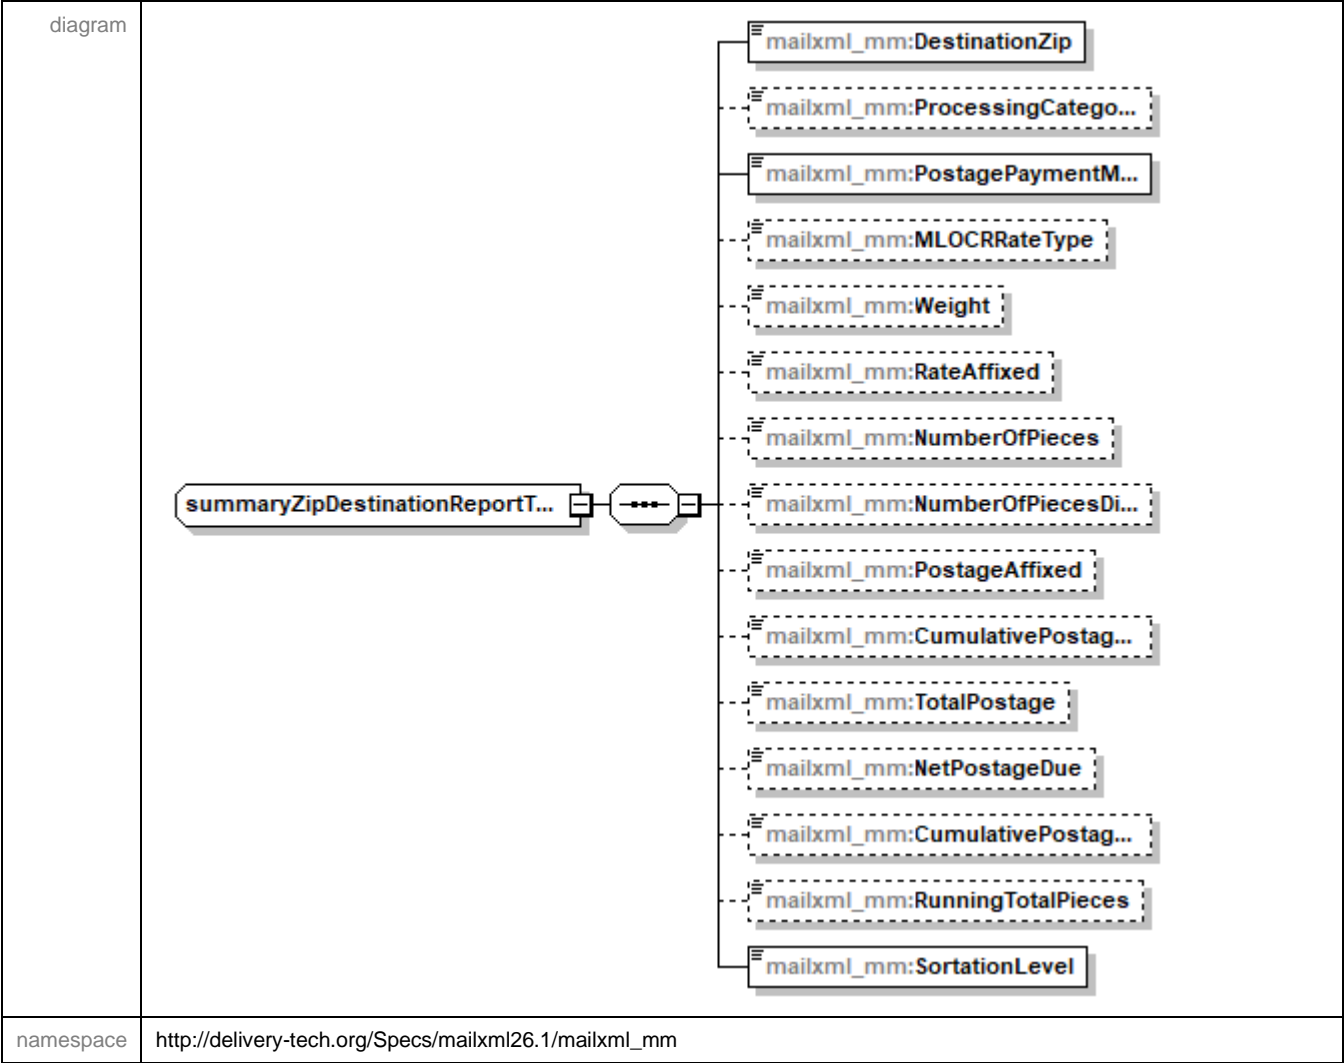 diagram
mailxml_mm:DestinationZip
mailxml_mm:ProcessingCatego...
mailxml_mm:PostagePaymentM...
mailxml_mm:MLOCRRateType
mailxml_mm:Weight
mailxml_mm:RateAffixed
mailxml_mm:NumberOfPieces
summaryZipDestinationReportT...
mailxml_mm:NumberOfPiecesDi...
mailxml_mm:PostageAffixed
mailxml_mm:CumulativePostag...
mailxml_mm:TotalPostage
mailxml_mm:NetPostageDue
mailxml_mm:CumulativePostag...
mailxml_mm:RunningTotalPieces
mailxml_mm:SortationLevel
namespace http://delivery-tech.org/Specs/mailxml26.1/mailxml_mm